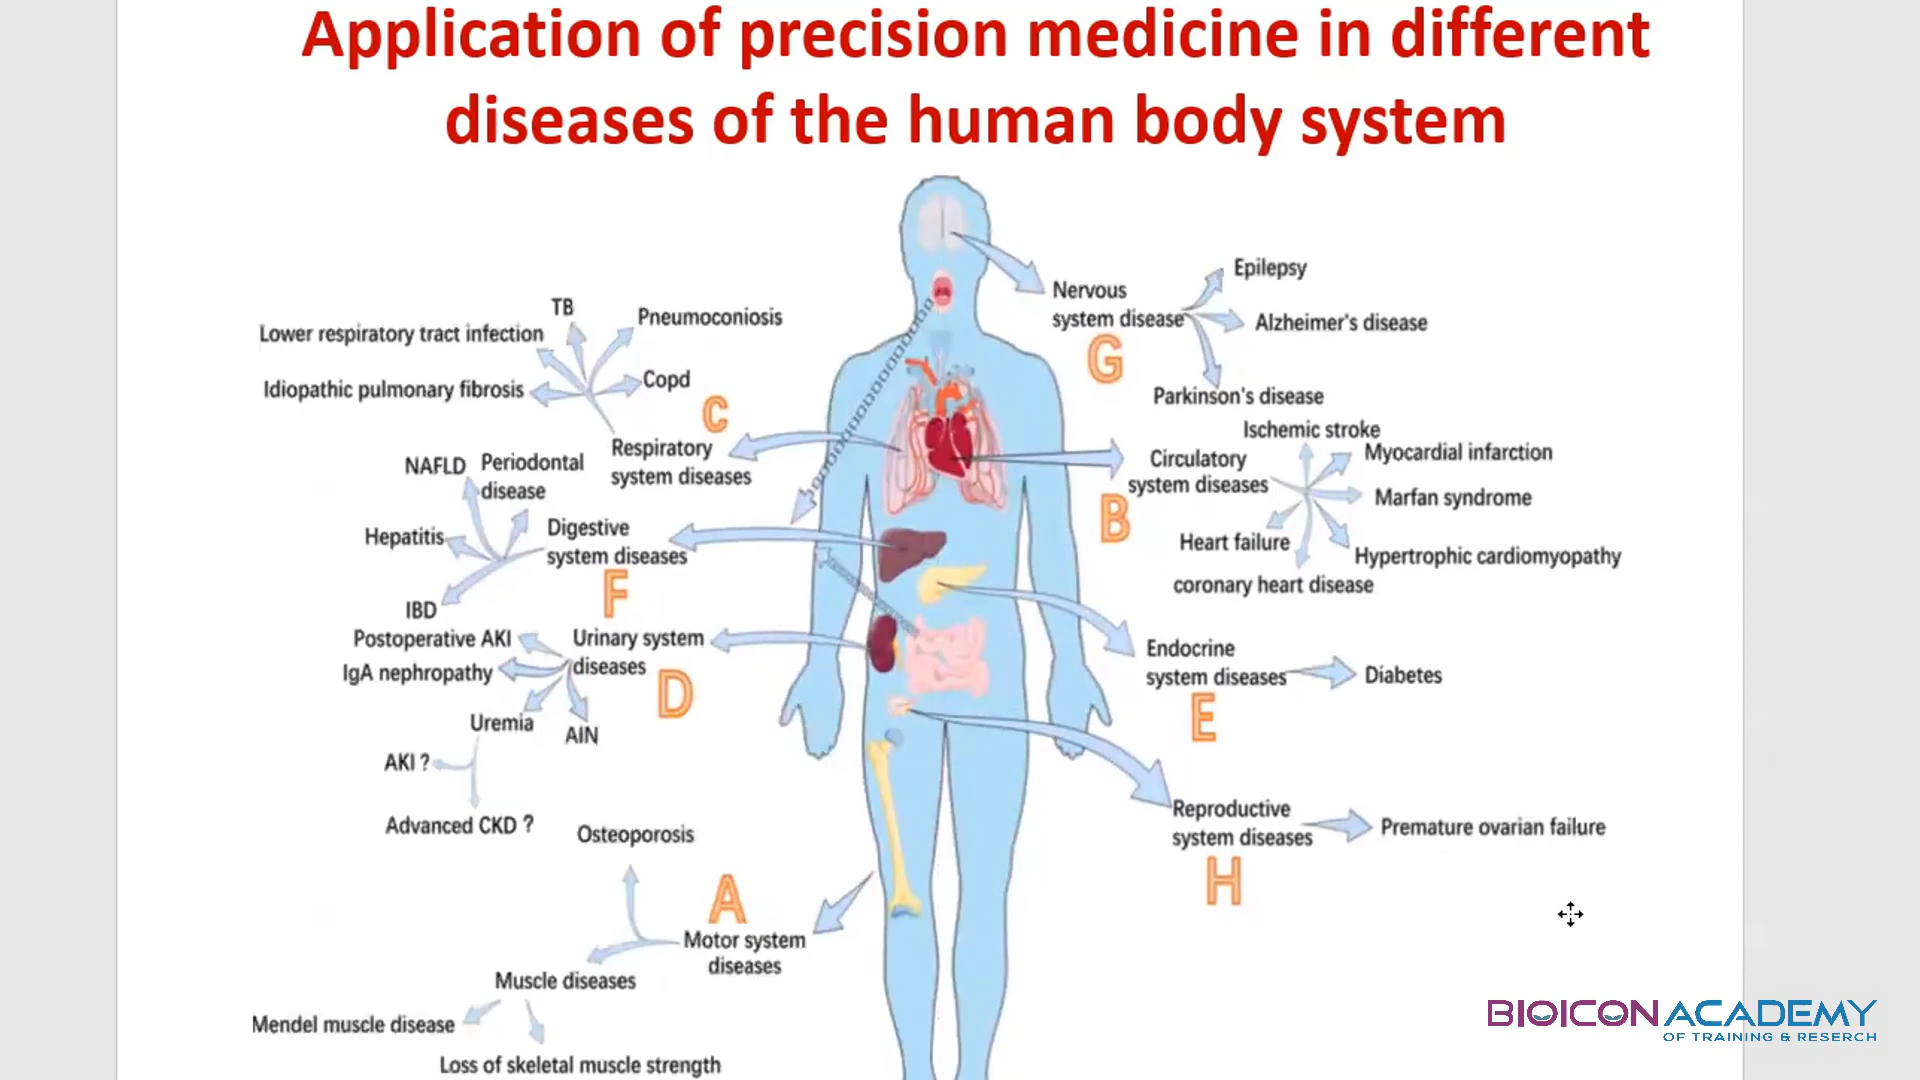 Application of precision medicine in different
diseases of the human body system
Epilepsy
Nervous
system disease
Alzheimer's disease
G
Parkinson's disease
TB
Pneumoconiosis
Lower respiratory tract infection
Idiopathic pulmonary fibrosis
Copd
C
Respiratory
system diseases
Ischemic stroke
Myocardial infarction
Circulatory
system diseases
Marfan syndrome
B
Heart failure
Hypertrophic cardiomyopathy
coronary heart disease
NAFLD
Periodontal
disease
Hepatitis
Digestive
system diseases
F
IBD
Postoperative AKI
Urinary system
diseases
IgA nephropathy
D
Uremia
AIN
AKI ?
Advanced CKD ?
Endocrine
system diseases
Diabetes
E
Reproductive
system diseases
Premature ovarian failure
H
Osteoporosis
A
Motor system
diseases
Muscle diseases
Mendel muscle disease
Loss of skeletal muscle strength
BIOICON ACADEMY
OF TRAINING & RESERCH